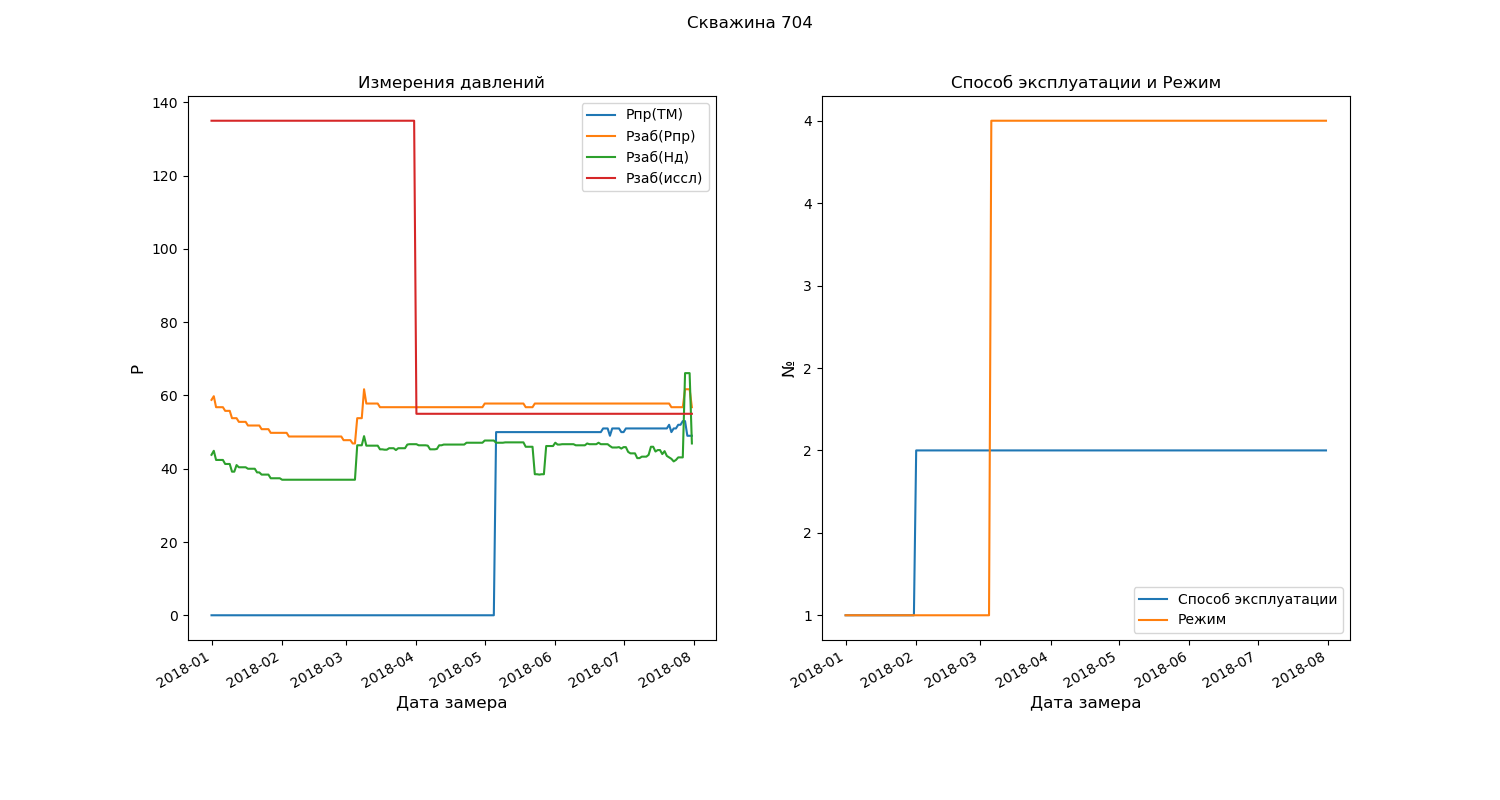 Скважина 704
Измерения давлений
140
120
100
80
60
40
20
0
P
Рпр(ТМ)
Рзаб(Рпр)
Рзаб(Нд)
Рзаб(иссл)
2018-01
2018-02
2018-03
2018-04
2018-05
2018-06
2018-07
2018-08
Дата замера
Способ эксплуатации и Режим
4
4
3
2
2
2
1
№
Способ эксплуатации
Режим
2018-01
2018-02
2018-03
2018-04
2018-05
2018-06
2018-07
2018-08
Дата замера